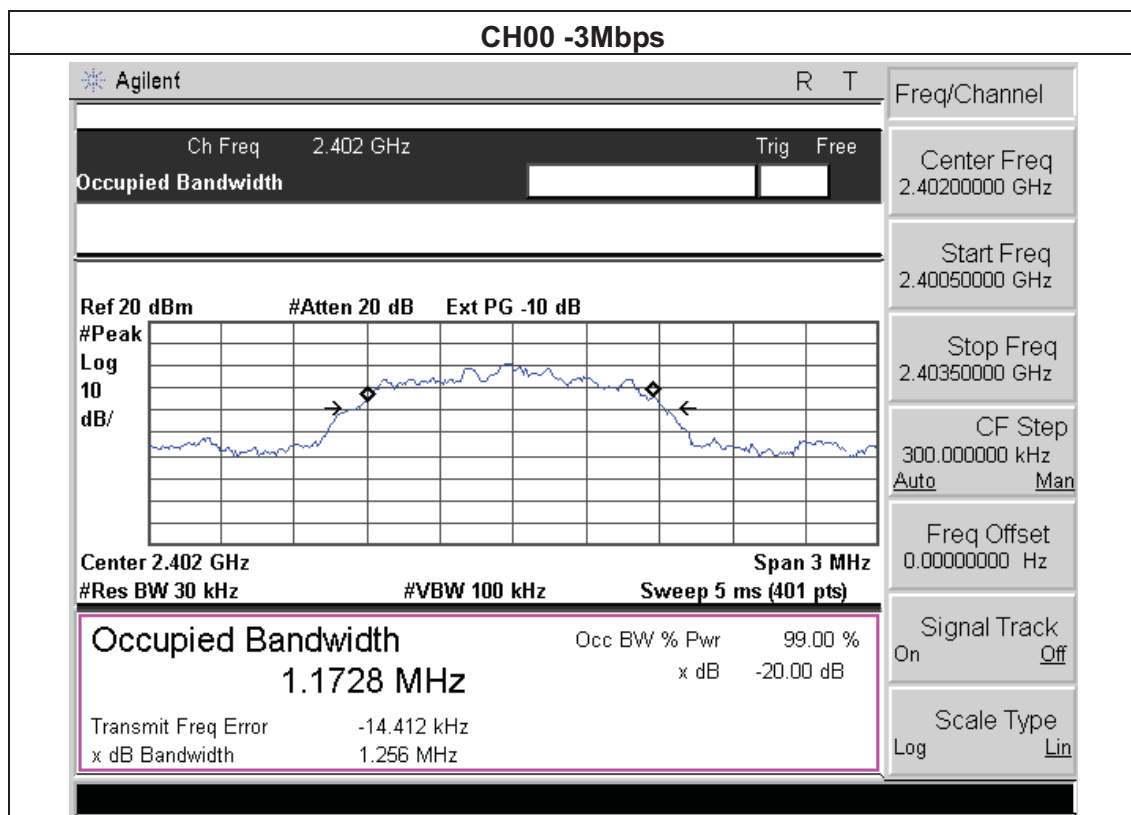 CH00 -3Mbps
Agilent R T
Ch Freq 2.402 GHz Trig Free
Occupied Bandwidth
Ref 20 dBm #Atten 20 dB Ext PG -10 dB
#Peak
Log
10
dB/
Center 2.402 GHz Span 3 MHz
#Res BW 30 kHz #VBW 100 kHz Sweep 5 ms (401 pts)
Occupied Bandwidth Occ BW % Pwr 99.00 %
1.1728 MHz x dB -20.00 dB
Transmit Freq Error -14.412 kHz
x dB Bandwidth 1.256 MHz
Freq/Channel
Center Freq
2.40200000 GHz
Start Freq
2.40050000 GHz
Stop Freq
2.40350000 GHz
CF Step
300.000000 kHz
Auto Man
Freq Offset
0.00000000 Hz
Signal Track
On Off
Scale Type
Log Lin